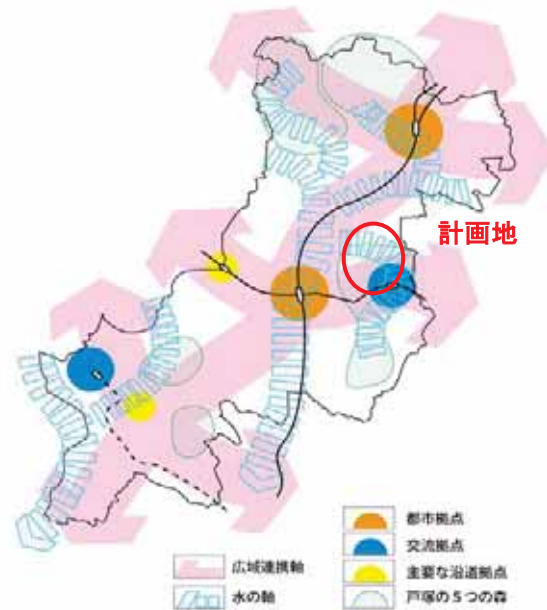 計画地
都市拠点
交流拠点
広域連携軸
主要な沿道拠点
水の軸
戸塚の5つの森